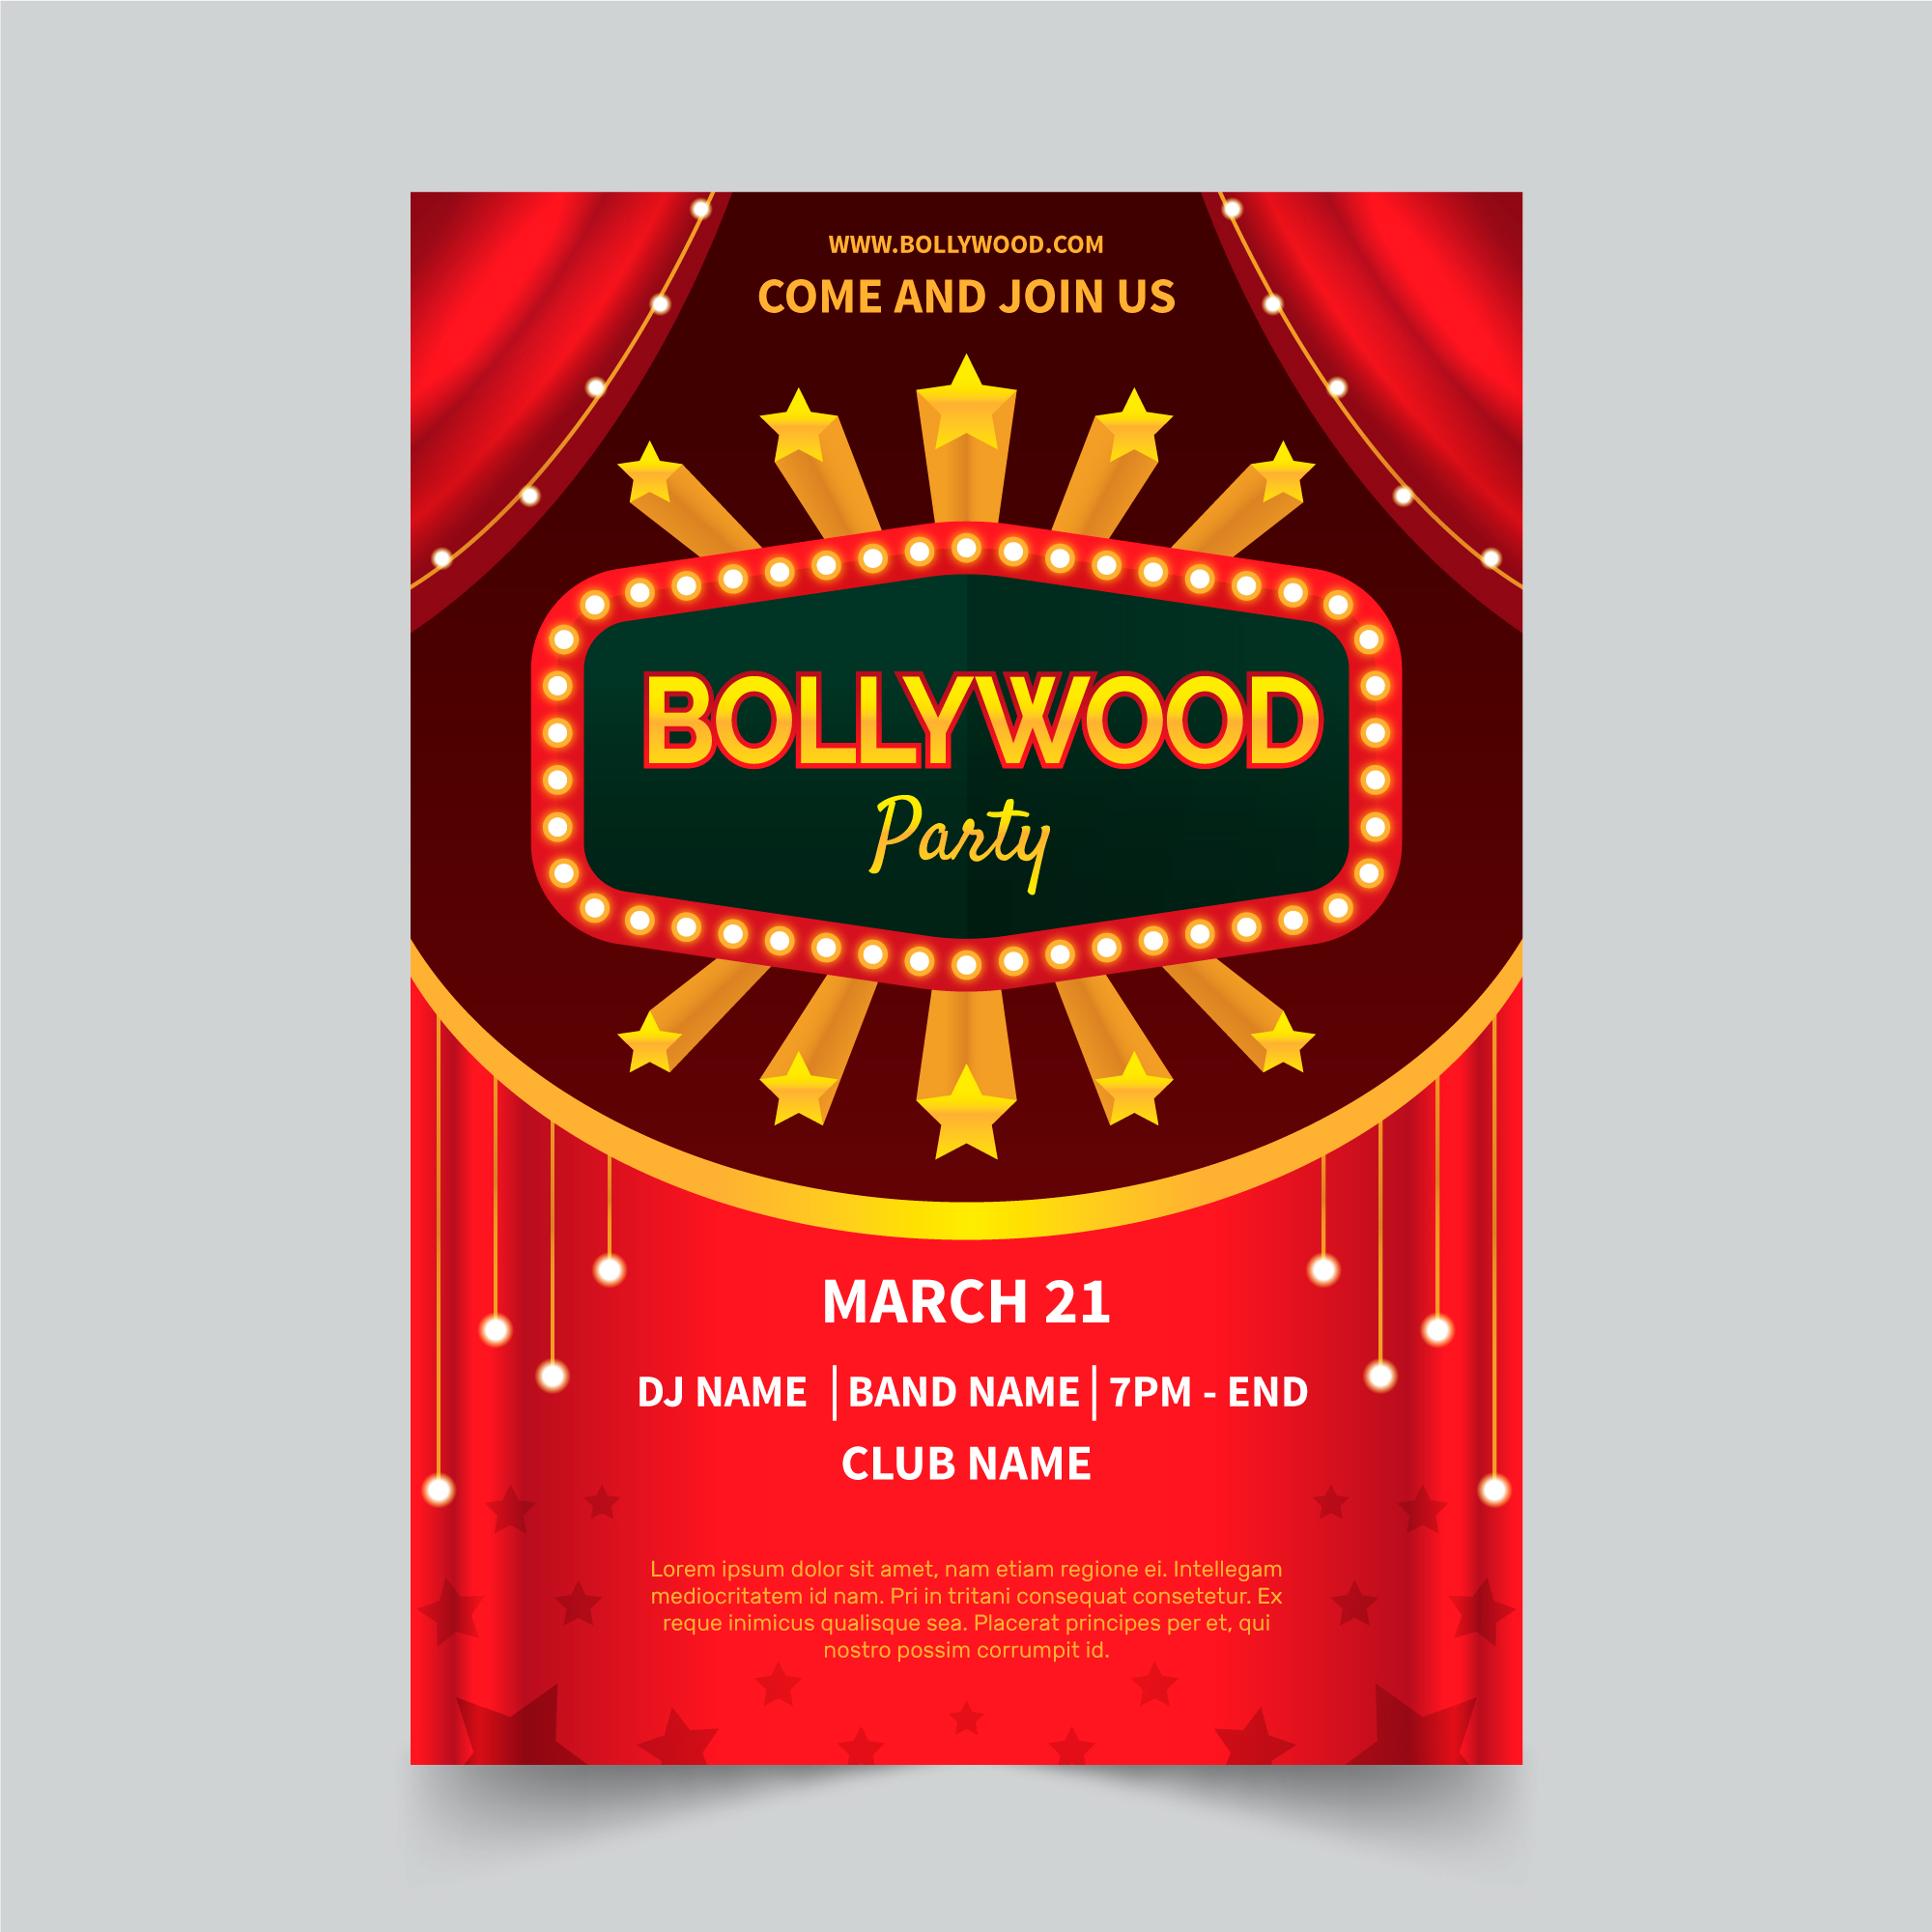 WWW.BOLLYWOOD.COM
COME AND JOIN US
BOLLYWOOD
Party
MARCH 21
DJ NAME | BAND NAME | 7PM - END
CLUB NAME
Lorem ipsum dolor sit amet, nam etiam regione ei. Intellegam
mediocritatem id nam. Pri in tritani consequat consetetur. Ex
reque inimicus qualisque sea. Placerat principes per et, qui
nostro possim corrumpit id.